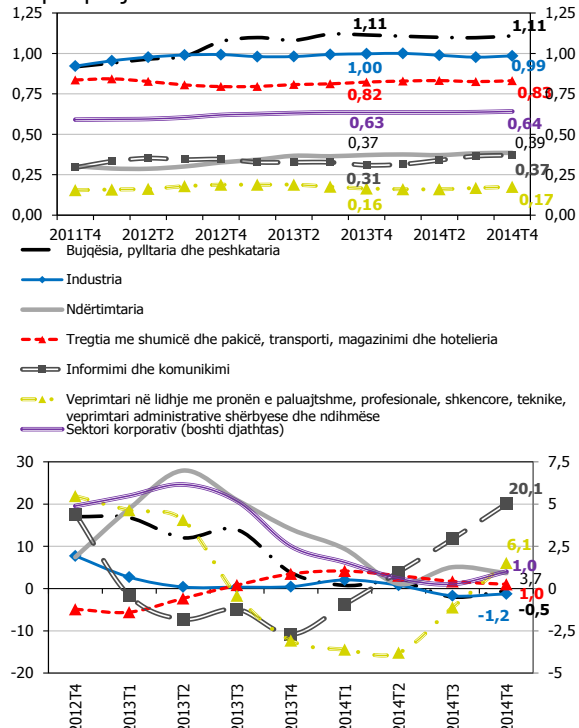 1,25 1,25
1,11 1,11
1,00 1,00
1,00 0,99
0,82 0,83
0,75 0,75
0,63 0,64
0,50 0,50
0,37 0,39
0,31 0,37
0,25 0,25
0,16 0,17
0,00 0,00
2011T4 2012T2 2012T4 2013T2 2013T4 2014T2 2014T4
Bujqësia, pylltaria dhe peshkataria
Industria
Ndërtimtaria
Tregtia me shumicë dhe pakicë, transporti, magazinimi dhe hotelieria
Informimi dhe komunikimi
Veprimtari në lidhje me pronën e paluajtshme, profesionale, shkencore, teknike,
veprimtari administrative shërbyese dhe ndihmëse
Sektori korporativ (boshti djathtas)
30 7,5
20,1
20 5
10 2,5
6,1
1,0
0 3,7 0
1,0
-0,5
-1,2
-10 -2,5
-20 -5
2012T4 2013T1 2013T2 2013T3 2013T4 2014T1 2014T2 2014T3 2014T4